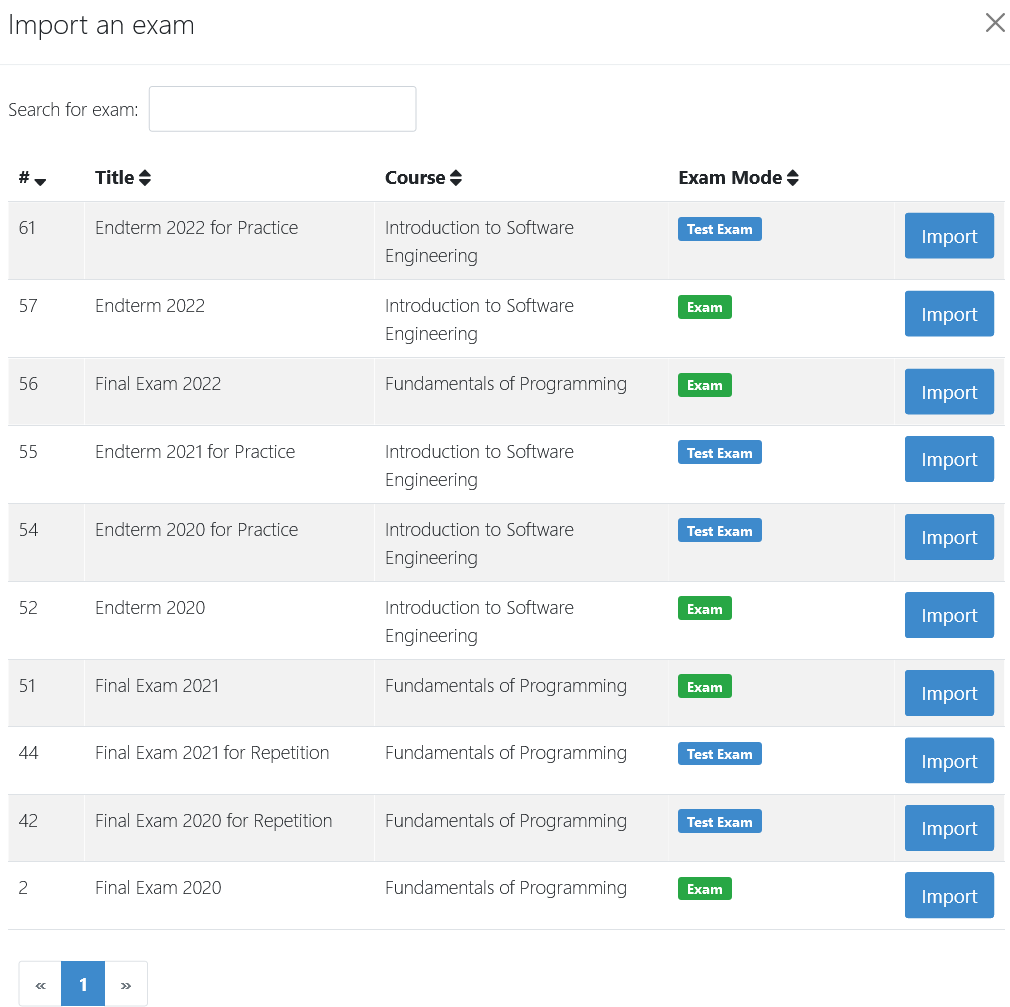 Import an exam
Search for exam:
# Title Course Exam Mode
61 Endterm 2022 for Practice Introduction to Software Test Exam Import
Engineering
57 Endterm 2022 Introduction to Software Exam Import
Engineering
56 Final Exam 2022 Fundamentals of Programming Exam Import
55 Endterm 2021 for Practice Introduction to Software Test Exam Import
Engineering
54 Endterm 2020 for Practice Introduction to Software Test Exam Import
Engineering
52 Endterm 2020 Introduction to Software Exam Import
Engineering
51 Final Exam 2021 Fundamentals of Programming Exam Import
44 Final Exam 2021 for Repetition Fundamentals of Programming Test Exam Import
42 Final Exam 2020 for Repetition Fundamentals of Programming Test Exam Import
2 Final Exam 2020 Fundamentals of Programming Exam Import
« 1 »